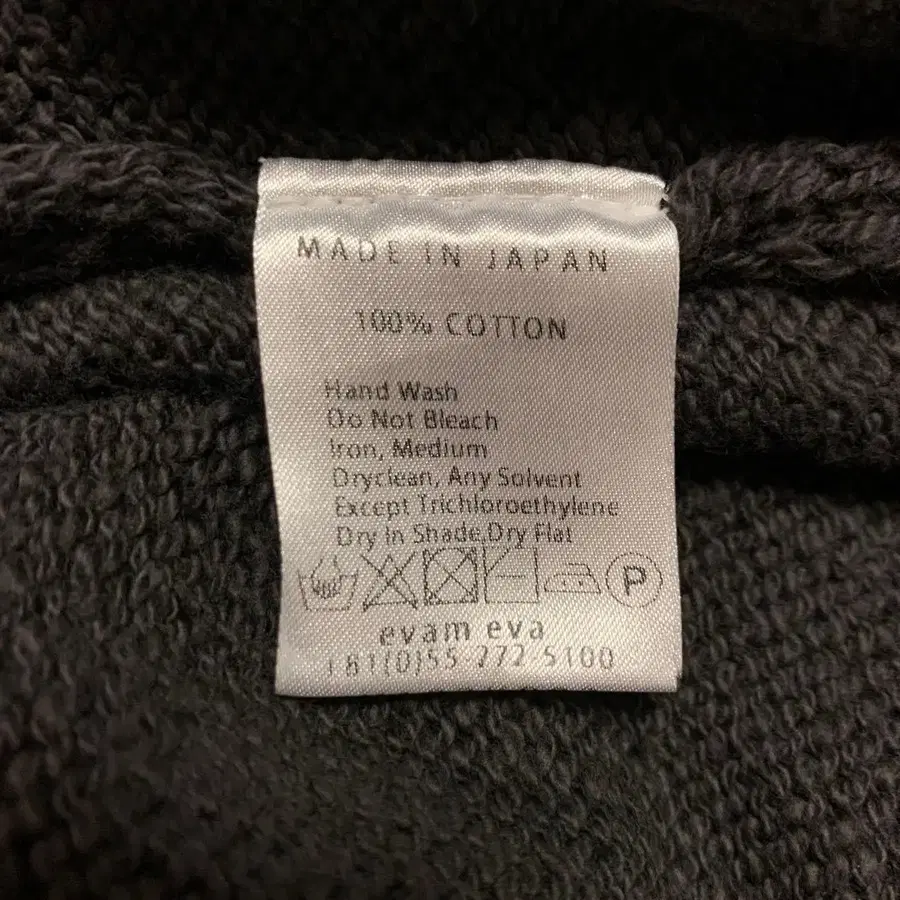 MADE IN JAPAN
100% COTTON
Hand Wash
Do Not Bleach
Iron, Medium
Dryclean, Any Solvent
Except Trichloroethylene
Dry In Shade,Dry Flat
P
evam eva
+81(0)55-272-5100